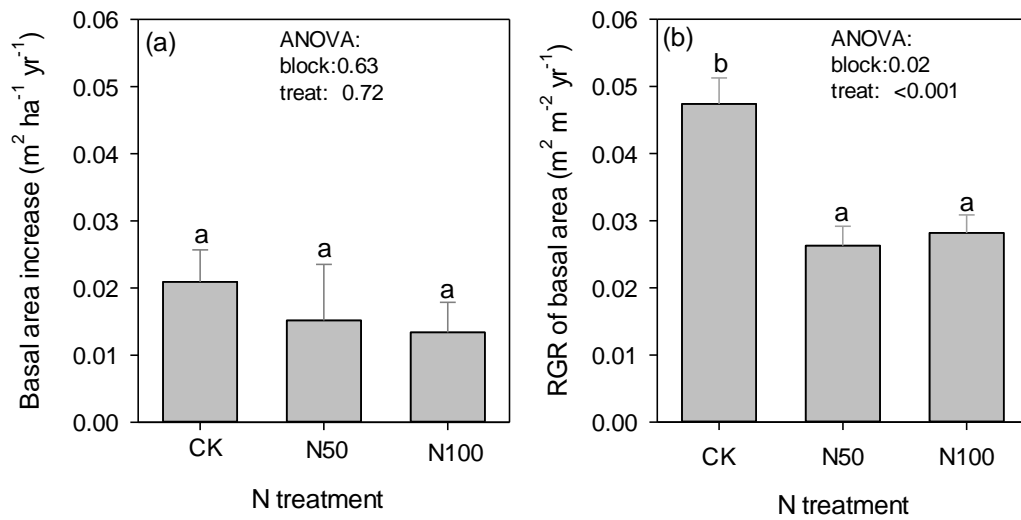 (a)
ANOVA:
block:0.63
treat: 0.72
Basal area increase (m² ha⁻¹ yr⁻¹)
0.06
0.05
0.04
0.03
0.02
0.01
0.00
a
a
a
CK
N50
N100
N treatment
(b)
ANOVA:
block:0.02
treat: <0.001
RGR of basal area (m² m⁻² yr⁻¹)
0.06
0.05
0.04
0.03
0.02
0.01
0.00
b
a
a
CK
N50
N100
N treatment